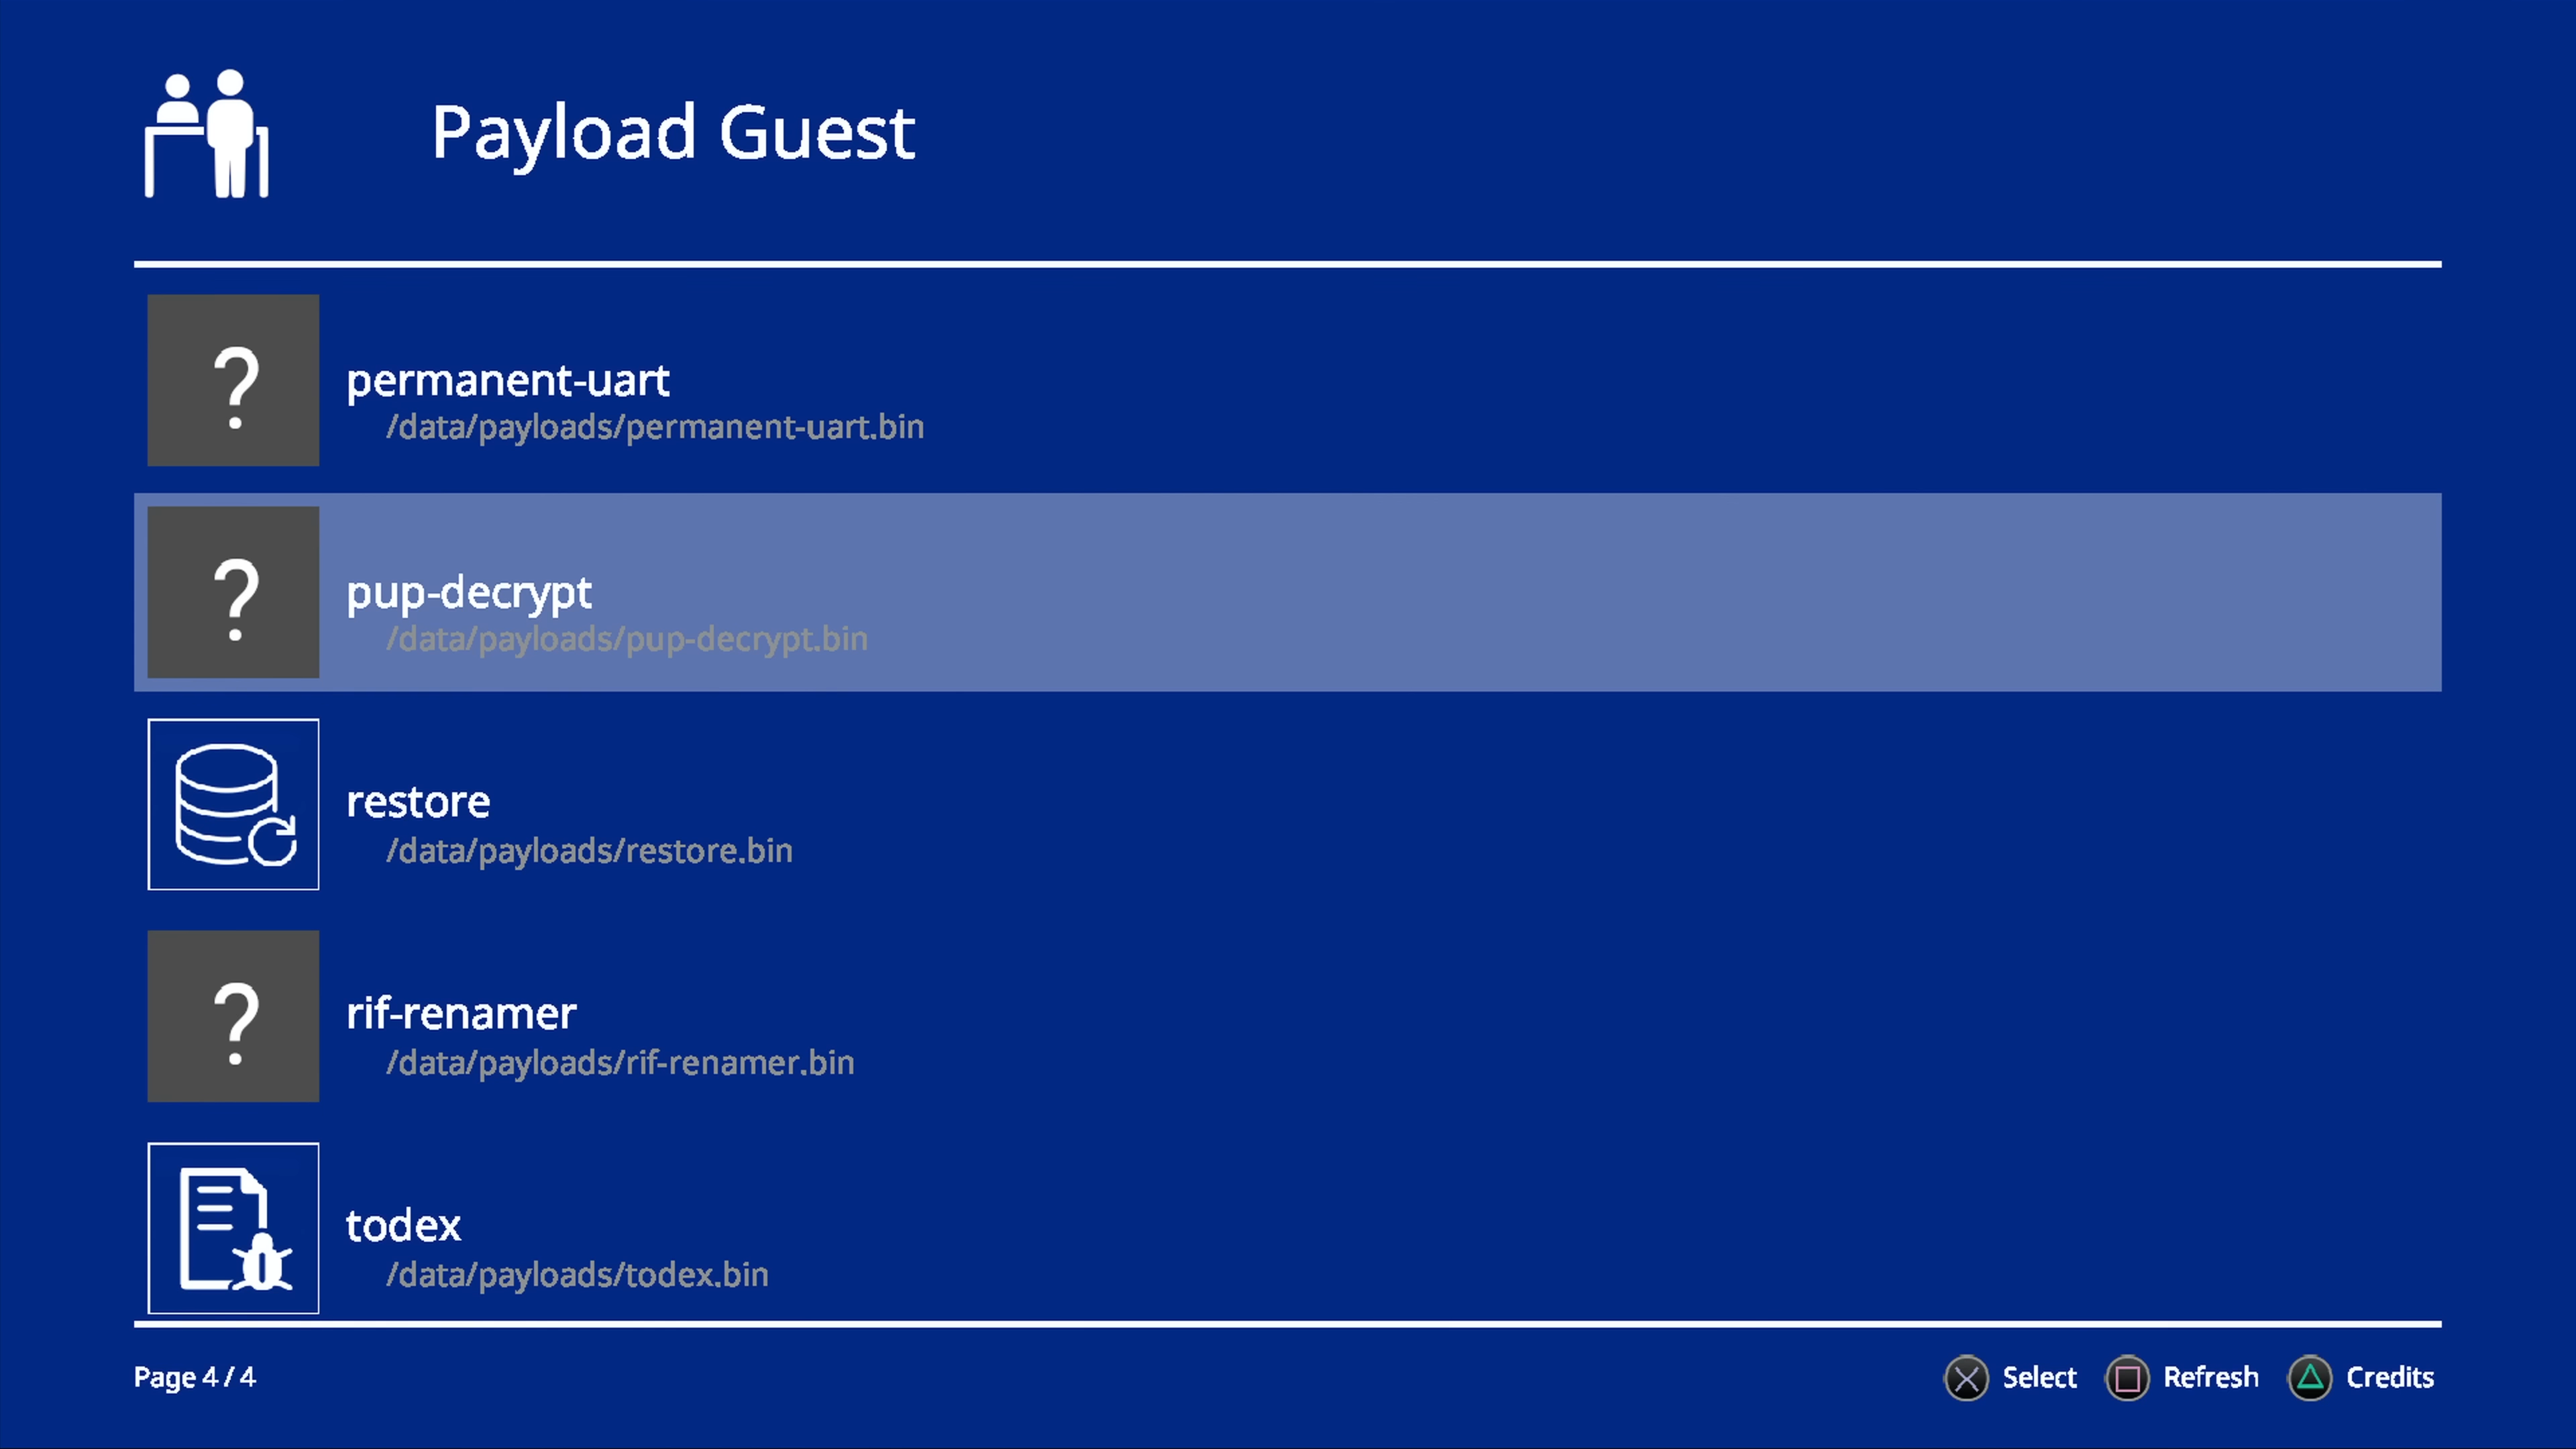 Payload Guest
?
permanent-uart
/data/payloads/permanent-uart.bin
?
pup-decrypt
/data/payloads/pup-decrypt.bin
restore
/data/payloads/restore.bin
?
rif-renamer
/data/payloads/rif-renamer.bin
todex
/data/payloads/todex.bin
Page 4 / 4 Select Refresh Credits